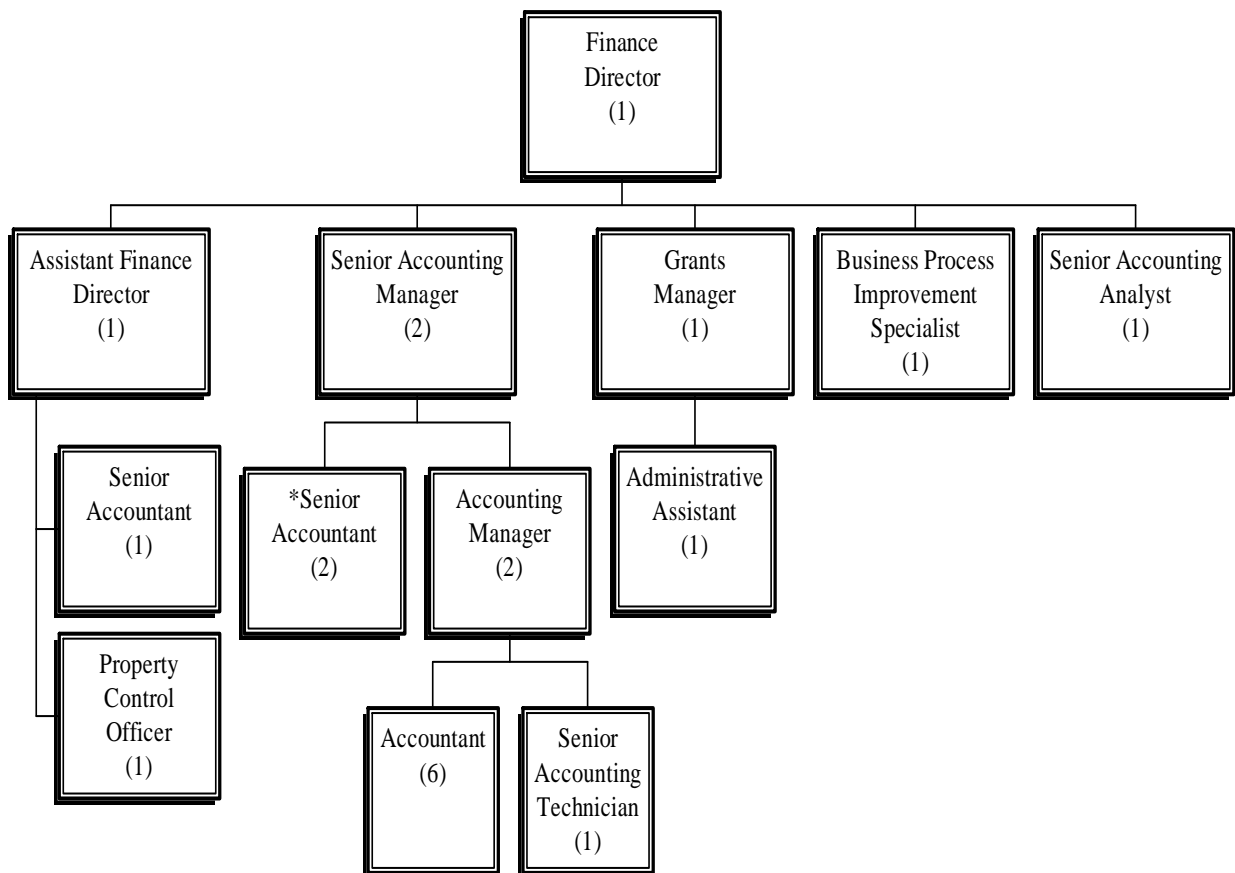 Finance
Director
(1)
Assistant Finance
Director
(1)
Senior Accounting
Manager
(2)
Grants
Manager
(1)
Business Process
Improvement
Specialist
(1)
Senior Accounting
Analyst
(1)
Senior
Accountant
(1)
*Senior
Accountant
(2)
Accounting
Manager
(2)
Administrative
Assistant
(1)
Property
Control
Officer
(1)
Accountant
(6)
Senior
Accounting
Technician
(1)